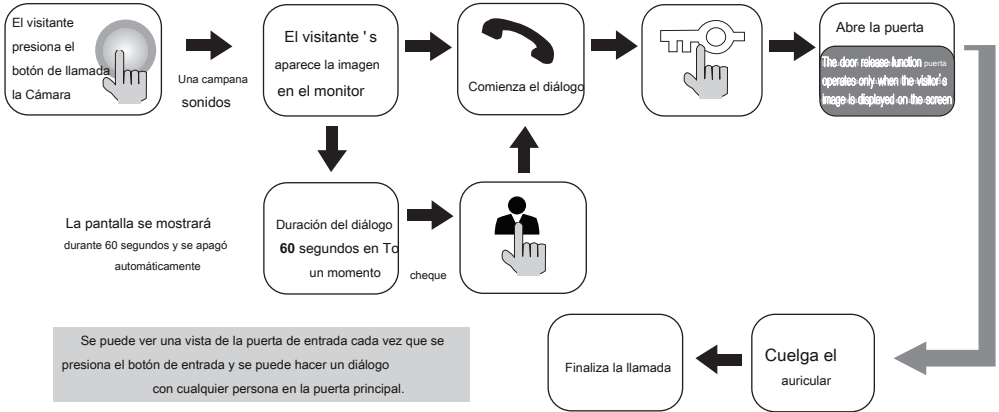 El visitante
presiona el
botón de llamada
la Cámara
Una campana
sonidos
El visitante ' s
aparece la imagen
en el monitor
Comienza el diálogo
Abre la puerta
The door release function puerta
operates only when the visitor's
image is displayed on the screen
La pantalla se mostrará
durante 60 segundos y se apagó
automáticamente
Duración del diálogo
60 segundos en To
un momento
cheque
Se puede ver una vista de la puerta de entrada cada vez que se
presiona el botón de entrada y se puede hacer un diálogo
con cualquier persona en la puerta principal.
Finaliza la llamada
Cuelga el
auricular